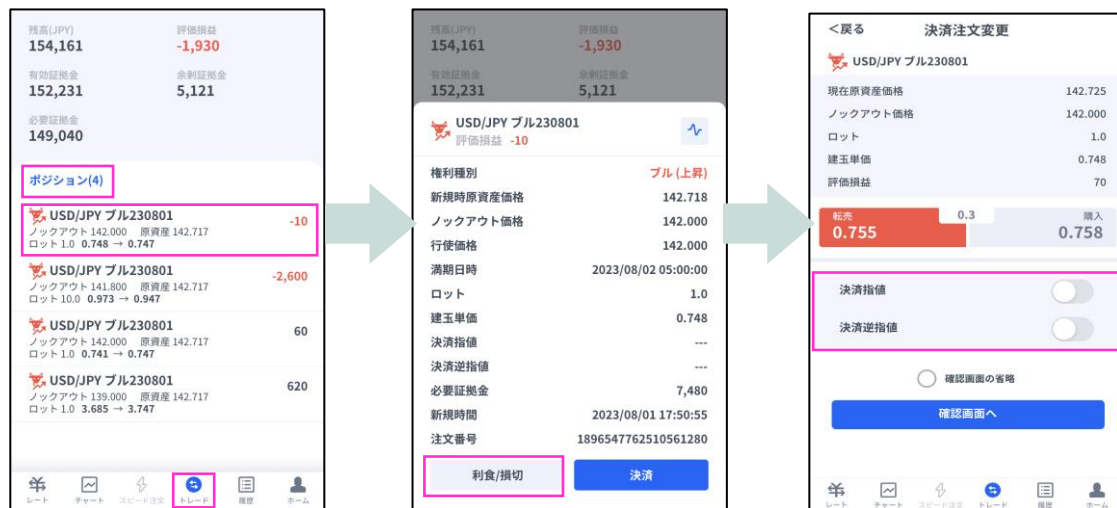 残高(JPY) 評価損益
154,161 -1,930
有効証拠金 余剰証拠金
152,231 5,121
必要証拠金
149,040
ポジション(4)
USD/JPY ブル230801 -10
ノックアウト 142.000 原資産 142.717
ロット 1.0 0.748 → 0.747
USD/JPY ブル230801 -2,600
ノックアウト 141.800 原資産 142.717
ロット 10.0 0.973 → 0.947
USD/JPY ブル230801 60
ノックアウト 142.000 原資産 142.717
ロット 1.0 0.741 → 0.747
USD/JPY ブル230801 620
ノックアウト 139.000 原資産 142.717
ロット 1.0 3.685 → 3.747
レート チャート スピード注文 トレード 履歴 ホーム
残高(JPY) 評価損益
154,161 -1,930
有効証拠金 余剰証拠金
152,231 5,121
USD/JPY ブル230801
評価損益 -10
権利種別 ブル (上昇)
新規時原資産価格 142.718
ノックアウト価格 142.000
行使価格 142.000
満期日時 2023/08/02 05:00:00
ロット 1.0
建玉単価 0.748
決済指値 ---
決済逆指値 ---
必要証拠金 7,480
新規時間 2023/08/01 17:50:55
注文番号 1896547762510561280
利食/損切 決済
<戻る 決済注文変更
USD/JPY ブル230801
現在原資産価格 142.725
ノックアウト価格 142.000
ロット 1.0
建玉単価 0.748
評価損益 70
転売 0.3 購入
0.755 0.758
決済指値
決済逆指値
確認画面の省略
確認画面へ
レート チャート スピード注文 トレード 履歴 ホーム